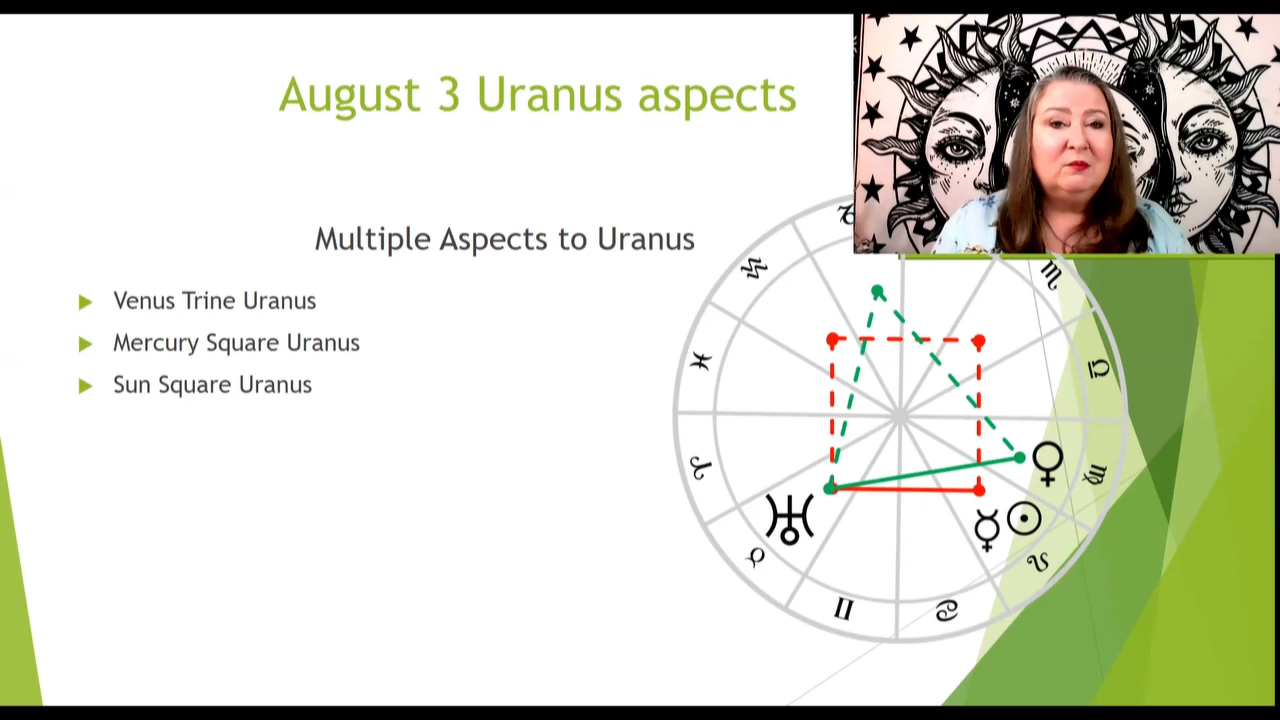 August 3 Uranus aspects
Multiple Aspects to Uranus
Venus Trine Uranus
Mercury Square Uranus
Sun Square Uranus